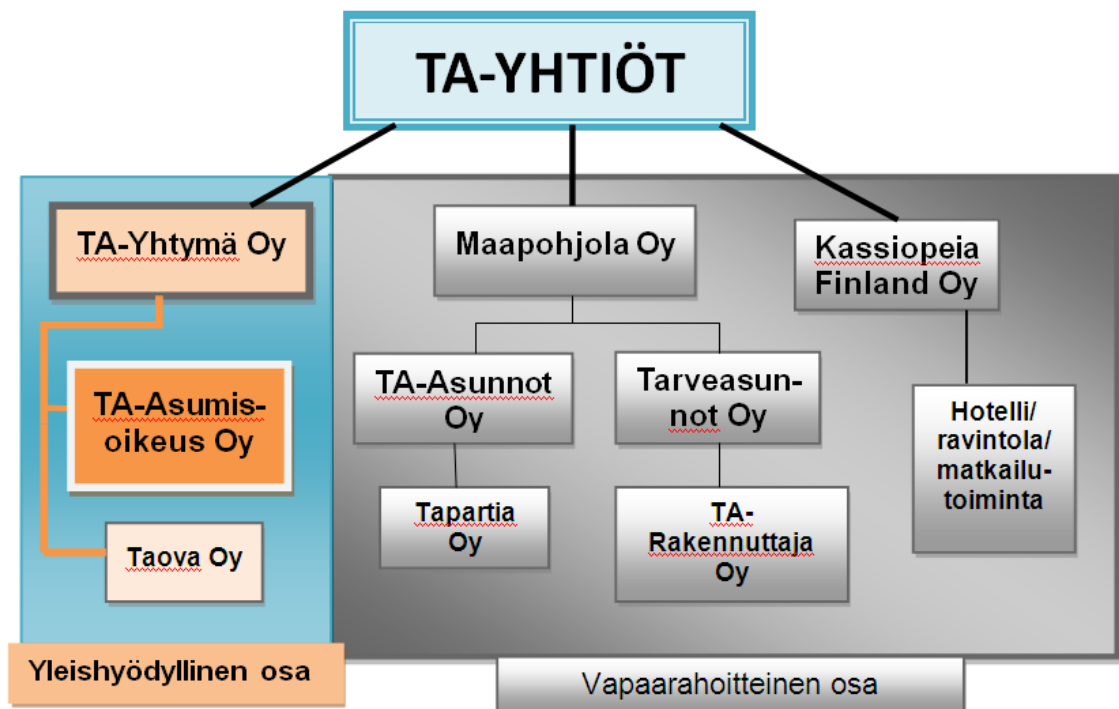 TA-YHTIÖT
TA-Yhtymä Oy
TA-Asumis-
oikeus Oy
Taova Oy
Yleishyödyllinen osa
Maapohjola Oy
TA-Asunnot
Oy
Tapartia
Oy
Tarveasun-
not Oy
TA-
Rakennuttaja
Oy
Kassiopeia
Finland Oy
Hotelli/
ravintola/
matkailu-
toiminta
Vapaarahoitteinen osa